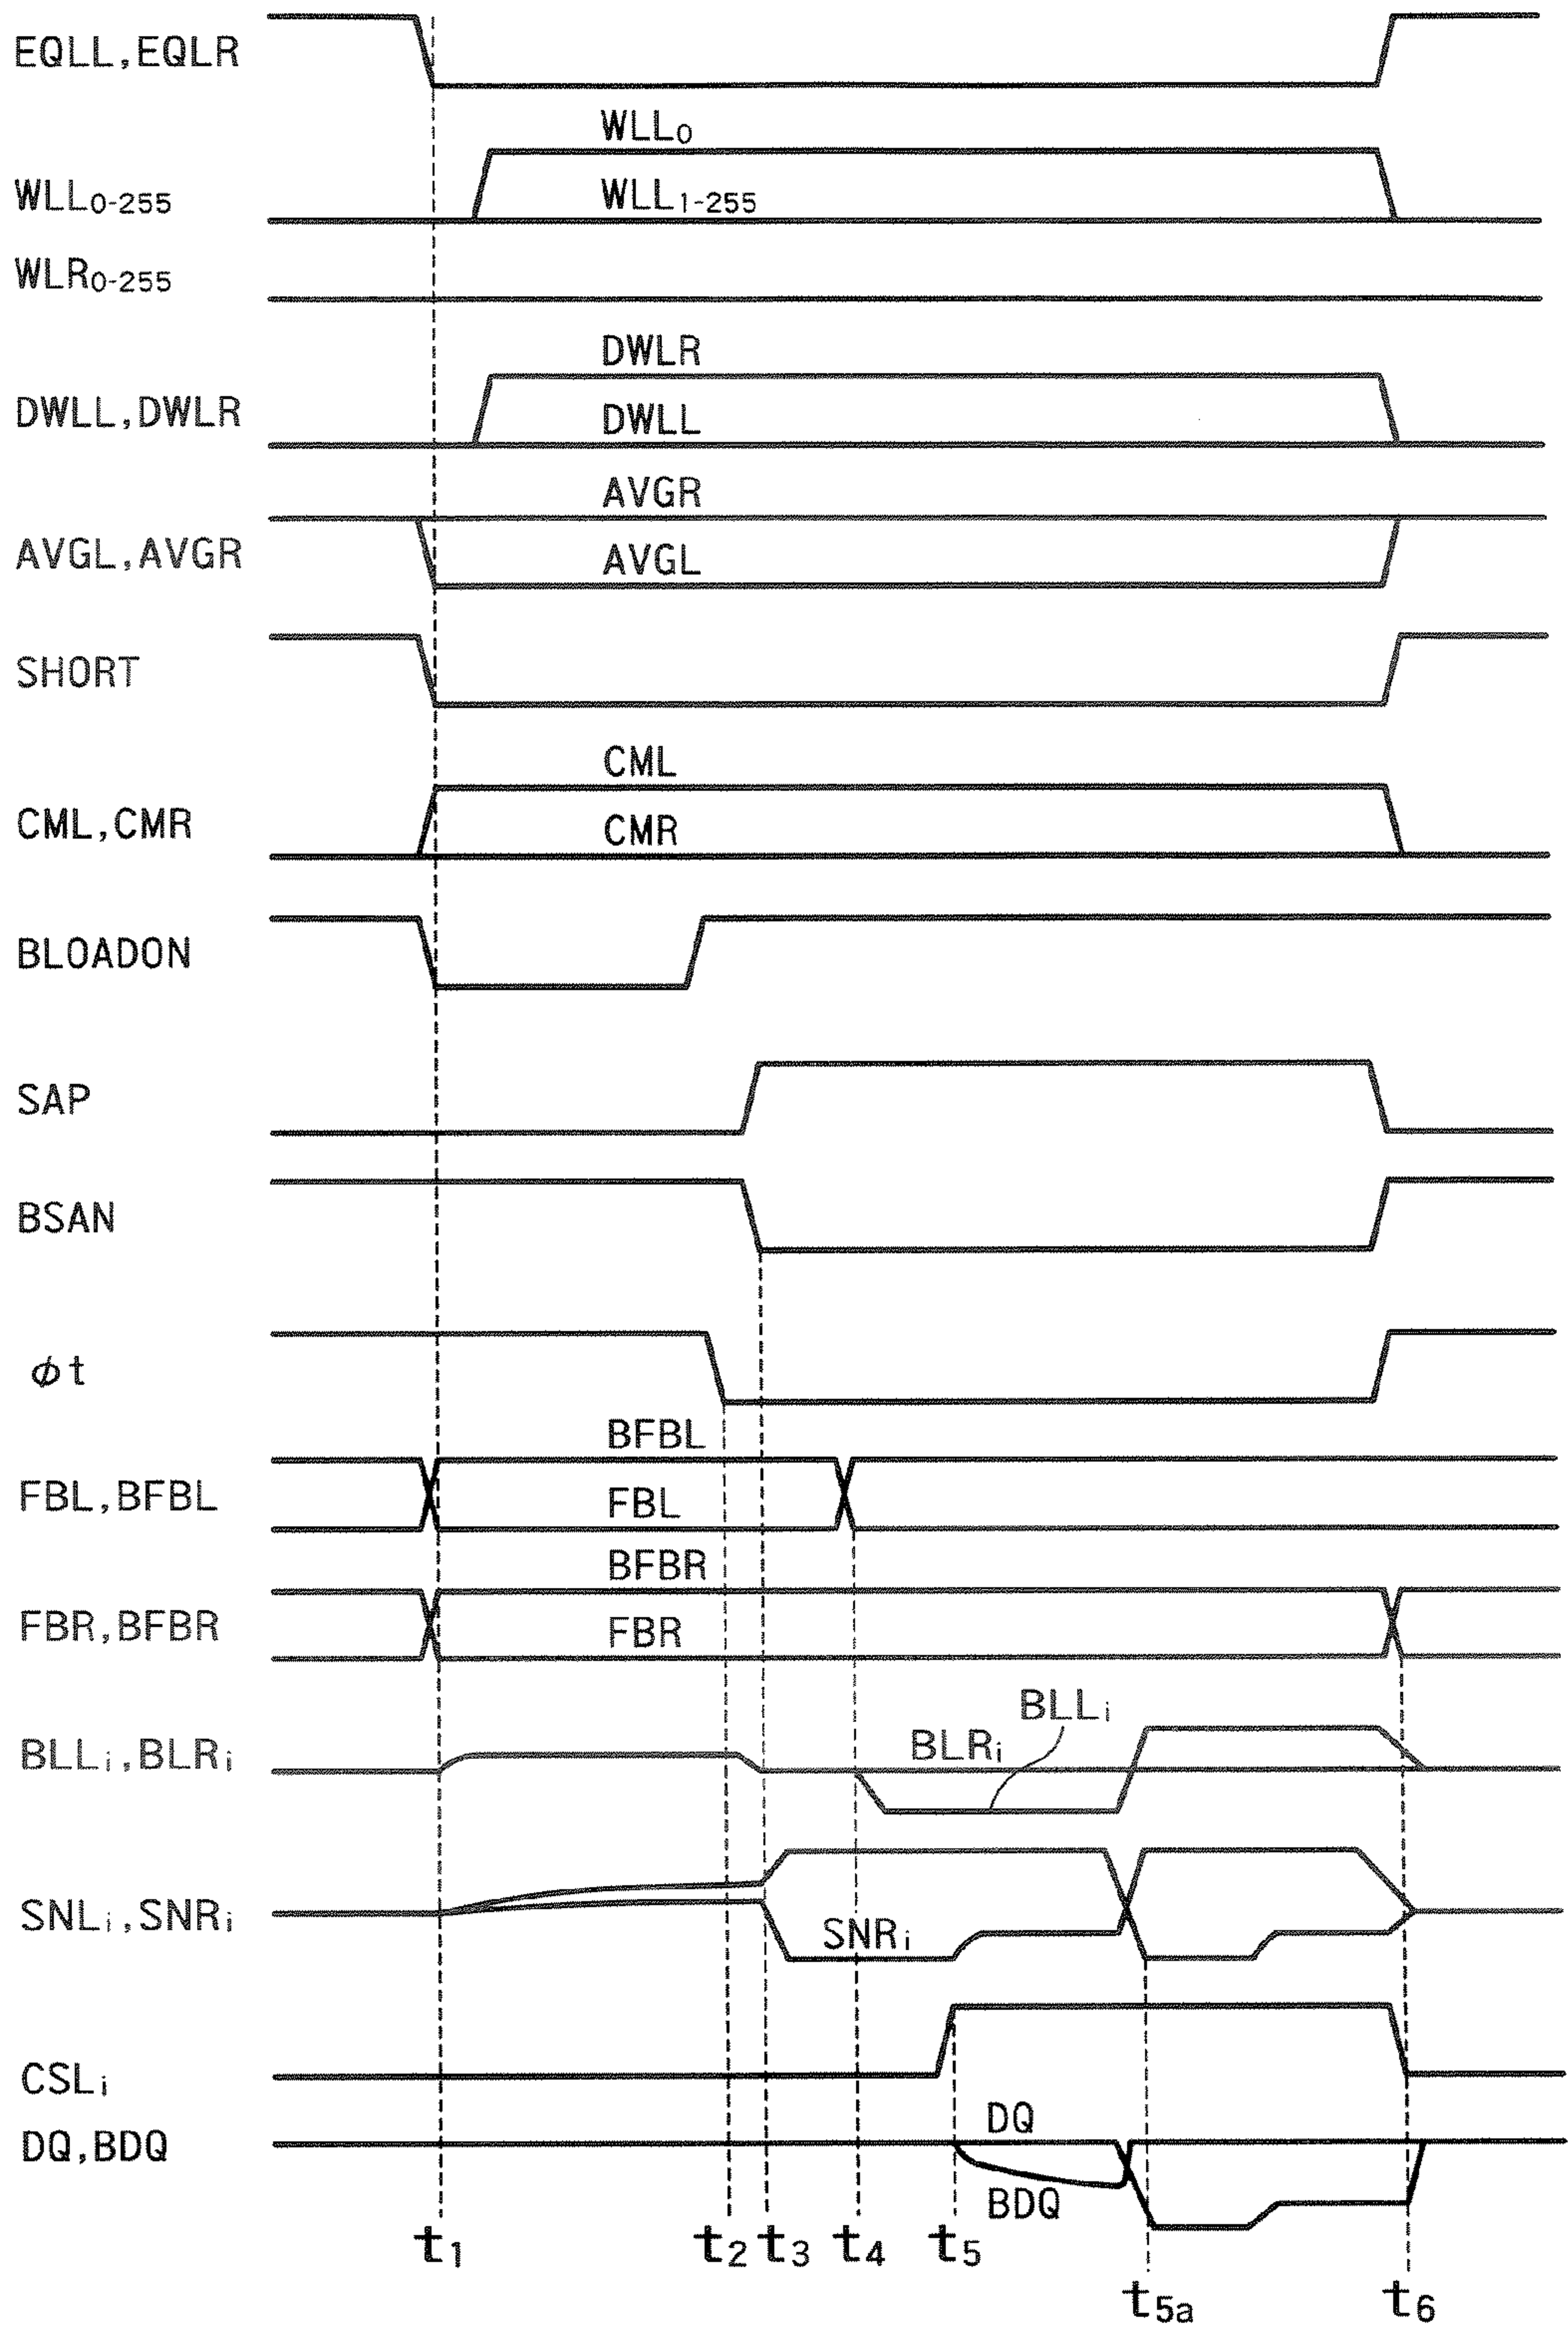 EQLL, EQLR
WLL0
WLL0-255
WLL1-255
WLR0-255
DWLR
DWLL, DWLR
DWLL
AVGR
AVGL, AVGR
AVGL
SHORT
CML
CML, CMR
CMR
BLOADON
SAP
BSAN
φt
BFBL
FBL, BFBL
FBL
BFBR
FBR, BFBR
FBR
BLLi
BLLi, BLRi
BLRi
SNLi, SNRi
SNRi
CSLi
DQ
DQ, BDQ
BDQ
t1 t2 t3 t4 t5
t5a t6